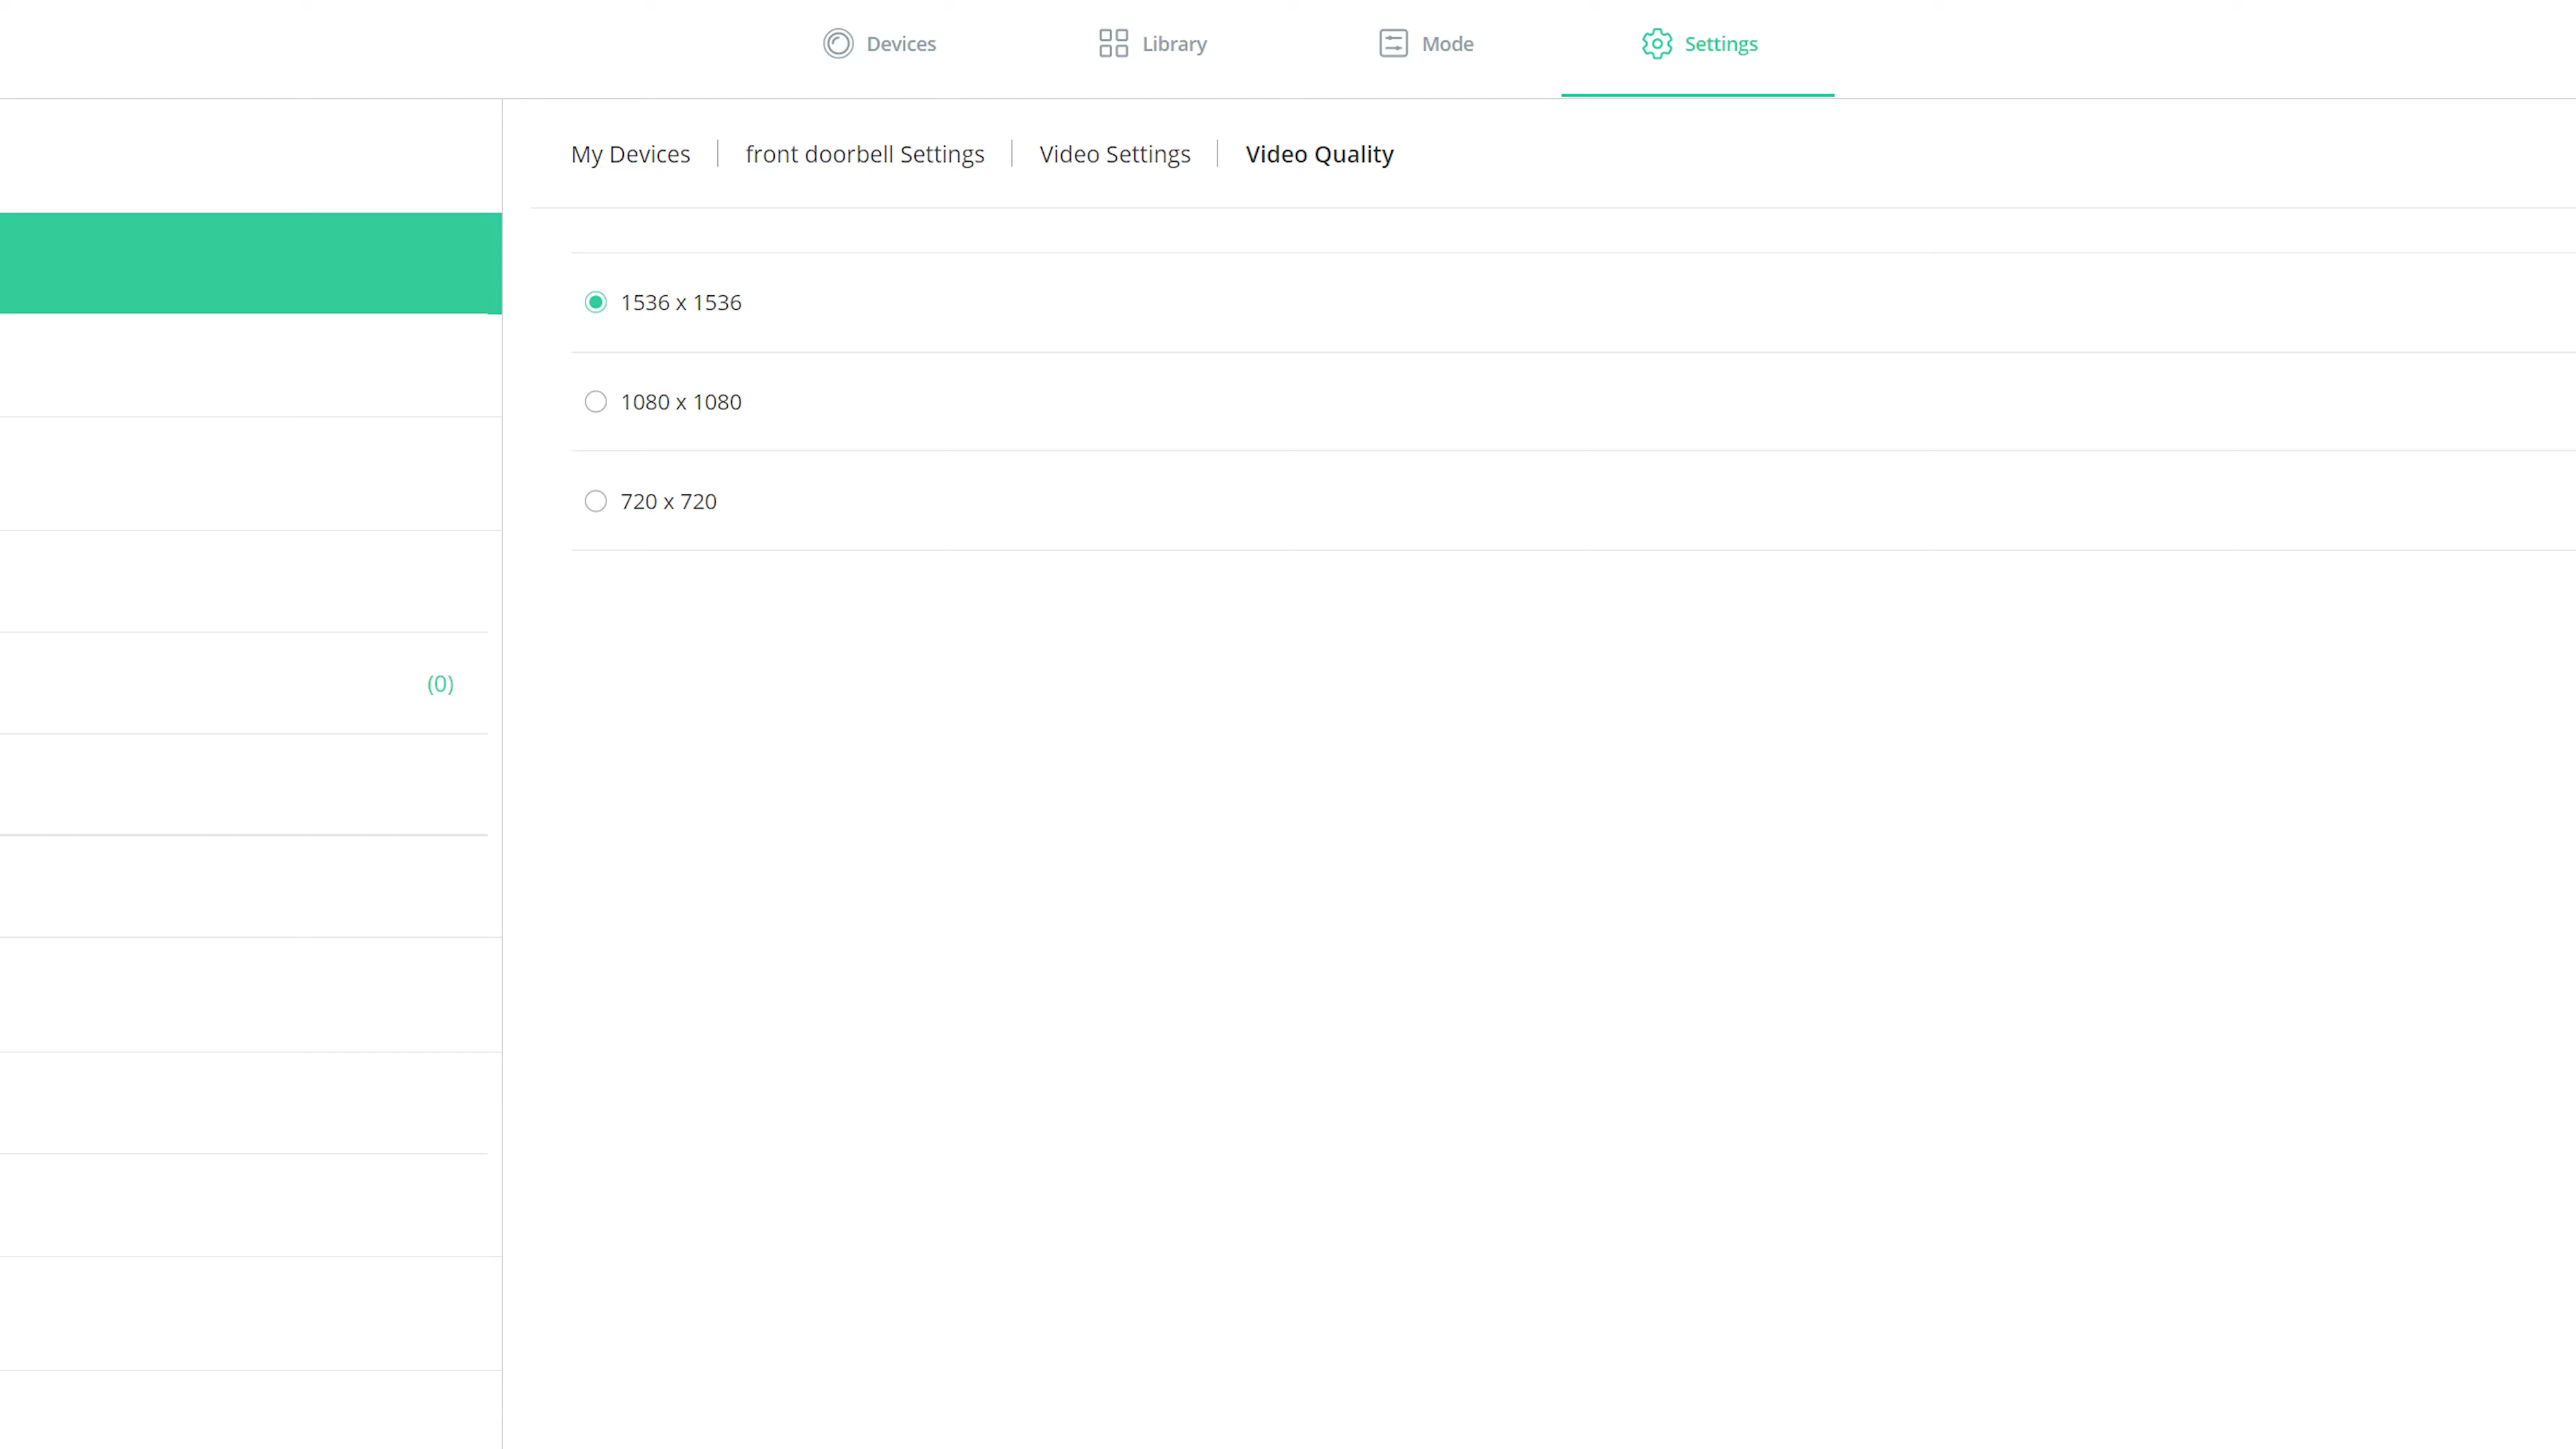 Devices Library Mode Settings
My Devices front doorbell Settings Video Settings Video Quality
1536 x 1536
1080 x 1080
720 x 720
(0)